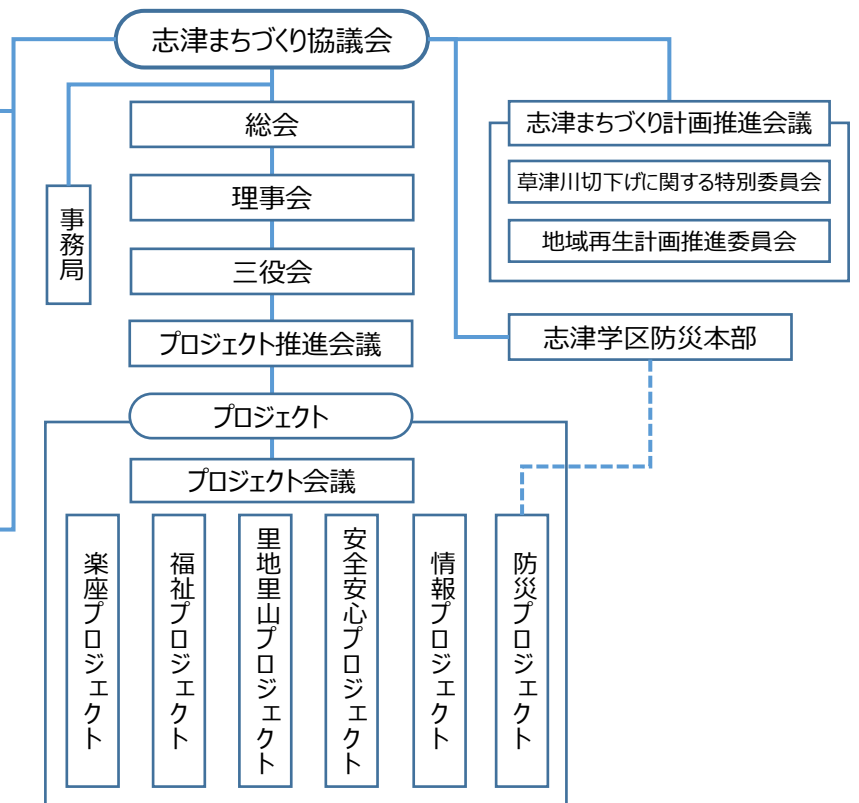 志津まちづくり協議会
総会
志津まちづくり計画推進会議
草津川切下げに関する特別委員会
地域再生計画推進委員会
事務局
理事会
三役会
プロジェクト推進会議
志津学区防災本部
プロジェクト
プロジェクト会議
楽座プロジェクト
福祉プロジェクト
里地里山プロジェクト
安全安心プロジェクト
情報プロジェクト
防災プロジェクト